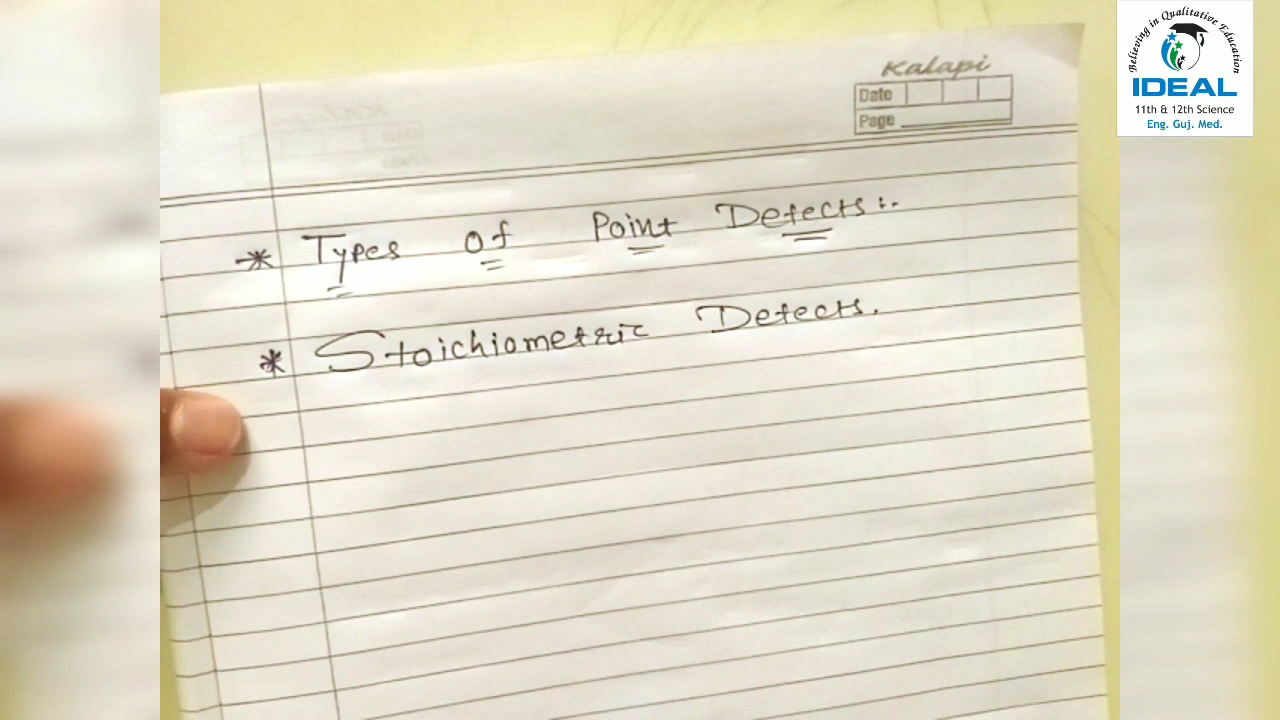 Believing in Qualitative Education
IDEAL
11th & 12th Science
Eng. Guj. Med.
Kalapi
Date
Page
* Types of Point Defects:-
* Stoichiometric Defects.